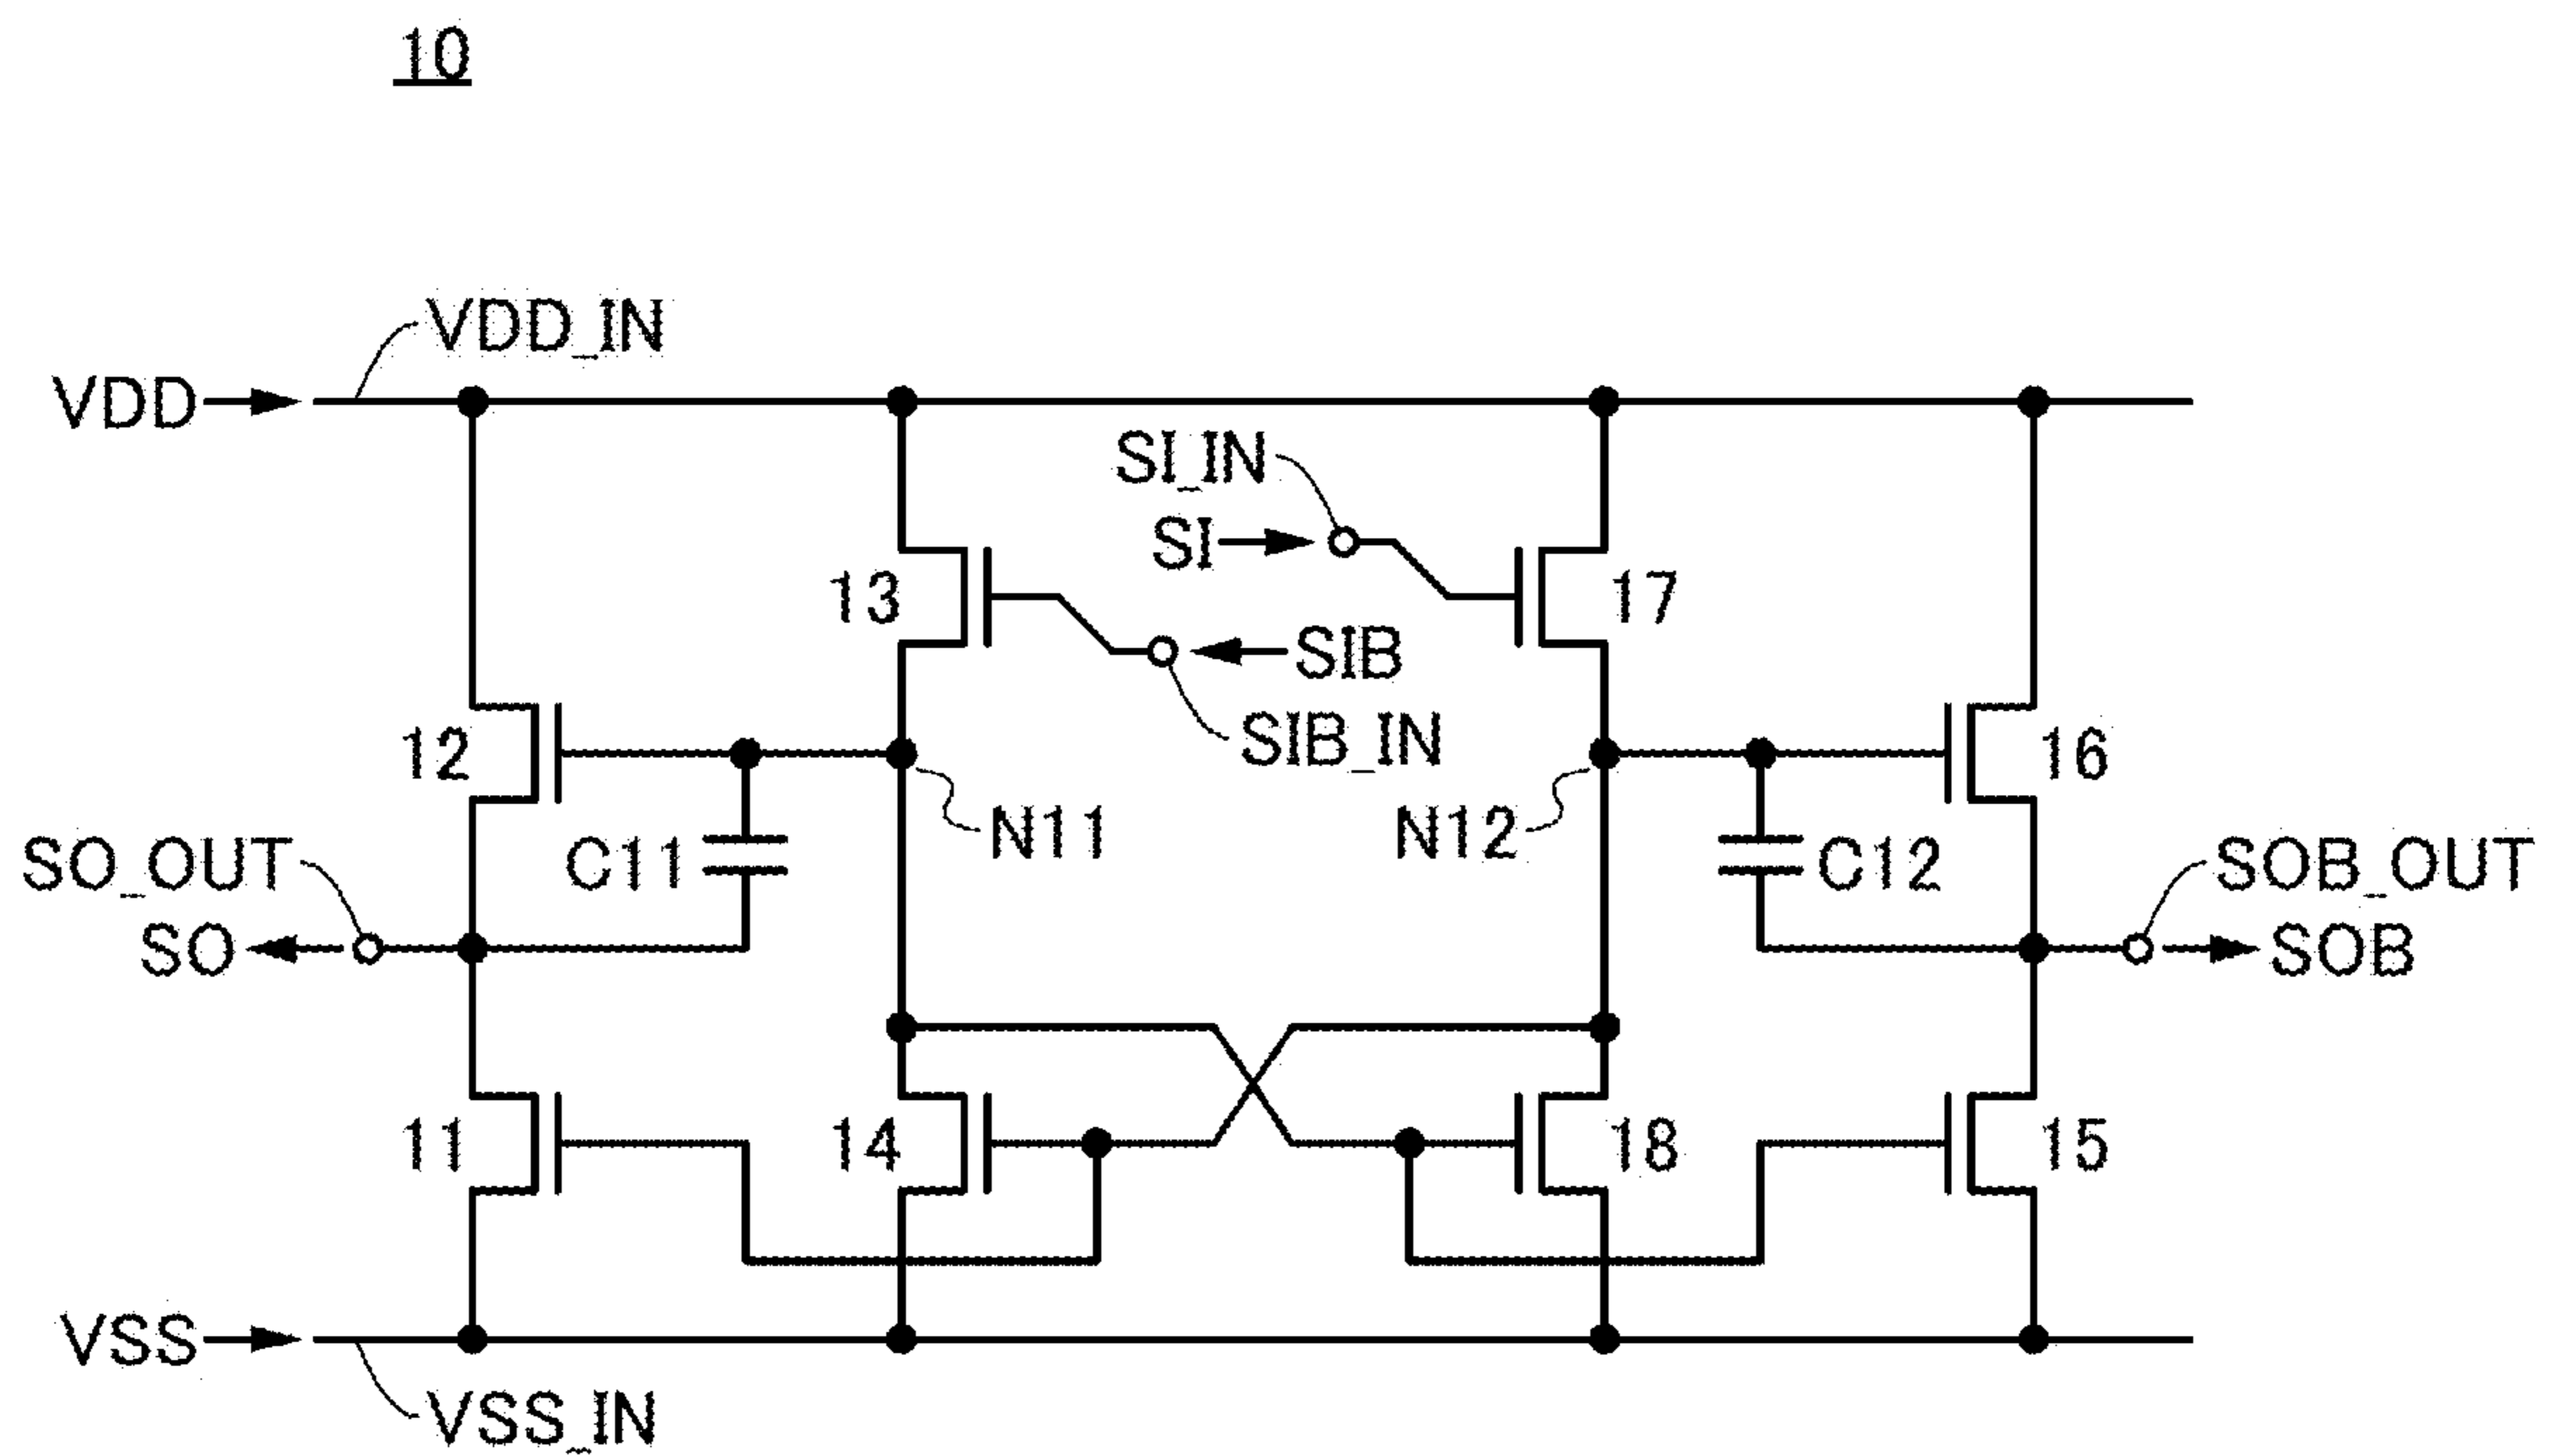 10
VDD_IN
VDD
SI_IN
SI
13
17
SIB
SIB_IN
12
16
N11
N12
SO_OUT
C11
C12
SOB_OUT
SO
SOB
11
14
18
15
VSS
VSS_IN